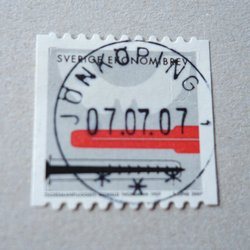 SVERIGE EKONOMIBREV
JÖNKÖPING 1
07.07.07